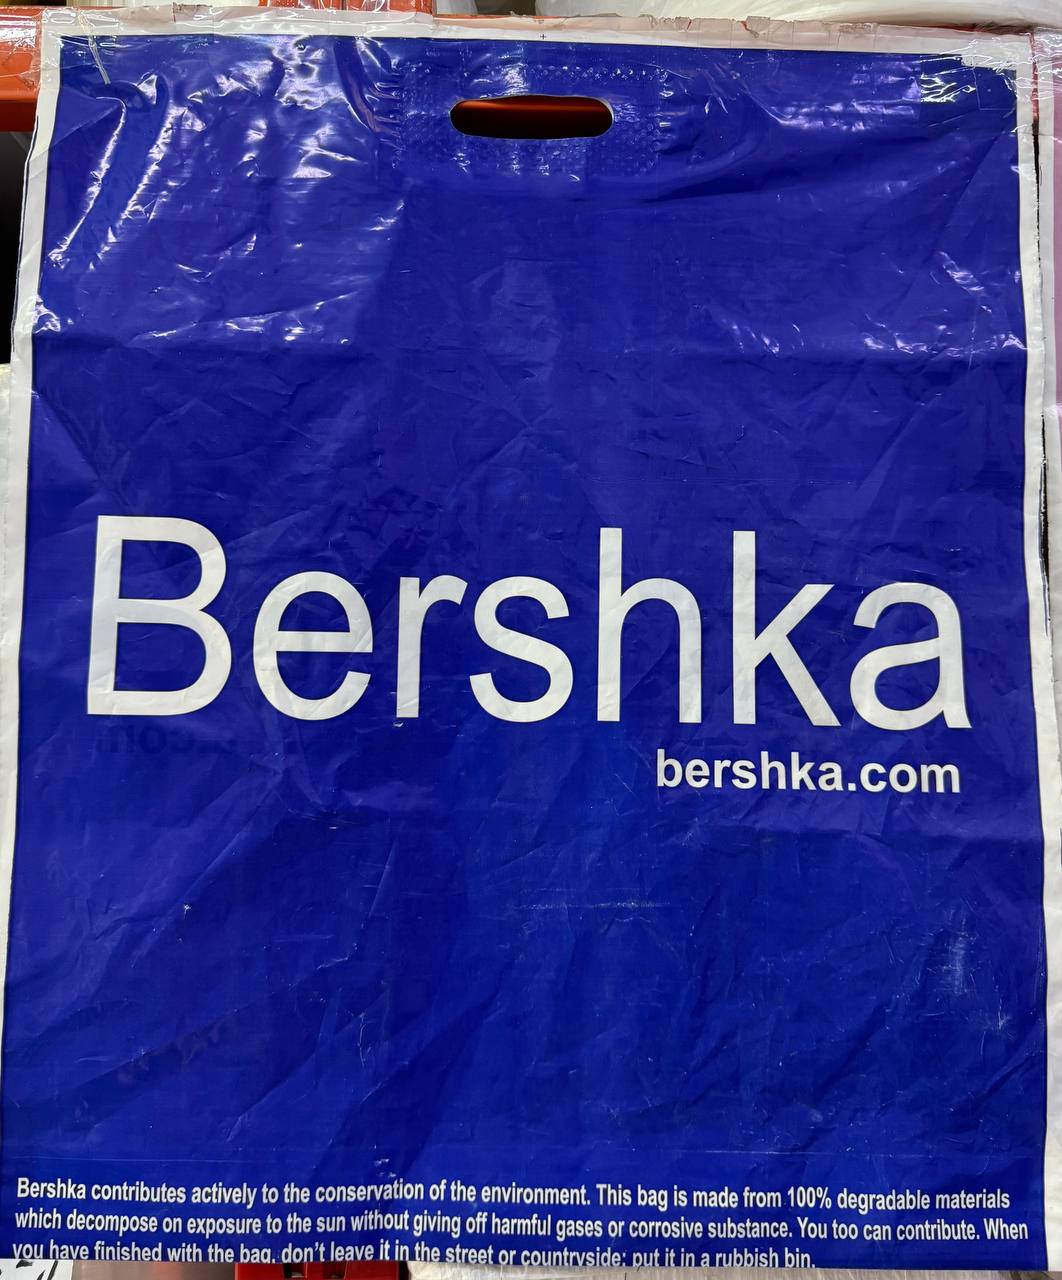 Bershka
bershka.com
Bershka contributes actively to the conservation of the environment. This bag is made from 100% degradable materials
which decompose on exposure to the sun without giving off harmful gases or corrosive substance. You too can contribute. When
you have finished with the bag, don't leave it in the street or countryside; put it in a rubbish bin.